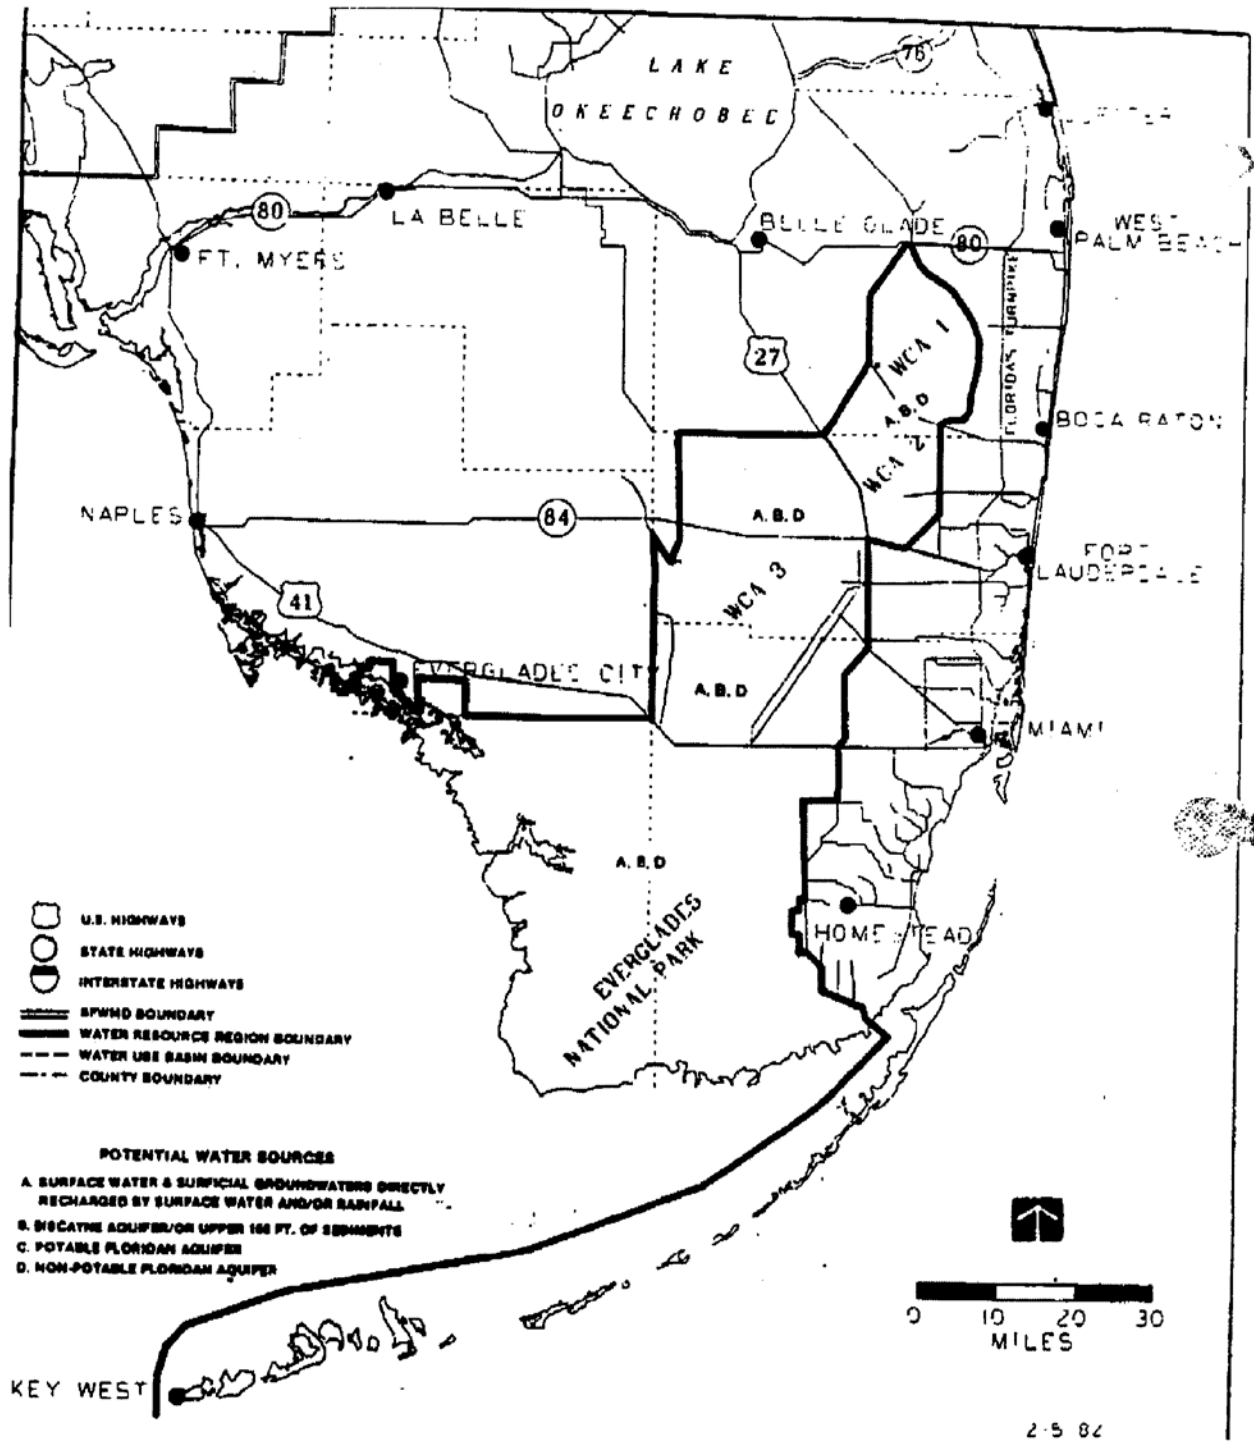 LAKE
OKEECHOBEE
76
JUPITER
80
LA BELLE
BELLE GLADE
80
WEST
PALM BEACH
FT. MYERS
FLORIDAS TURNPIKE
27
WCA 1
A, B, D
WCA 2
BOCA RATON
NAPLES
84
A, B, D
FORT
LAUDERDALE
WCA 3
41
EVERGLADES CITY
A, B, D
MIAMI
A, B, D
EVERGLADES
NATIONAL PARK
HOMESTEAD
U.S. HIGHWAYS
STATE HIGHWAYS
INTERSTATE HIGHWAYS
SFWMD BOUNDARY
WATER RESOURCE REGION BOUNDARY
WATER USE BASIN BOUNDARY
COUNTY BOUNDARY
POTENTIAL WATER SOURCES
A. SURFACE WATER & SURFICIAL GROUNDWATERS DIRECTLY
RECHARGED BY SURFACE WATER AND/OR RAINFALL
B. BISCAYNE AQUIFER/OR UPPER FT. OF SEDIMENTS
C. POTABLE FLORIDAN AQUIFER
D. NON-POTABLE FLORIDAN AQUIFER
0 10 20 30
MILES
KEY WEST
2-5 82